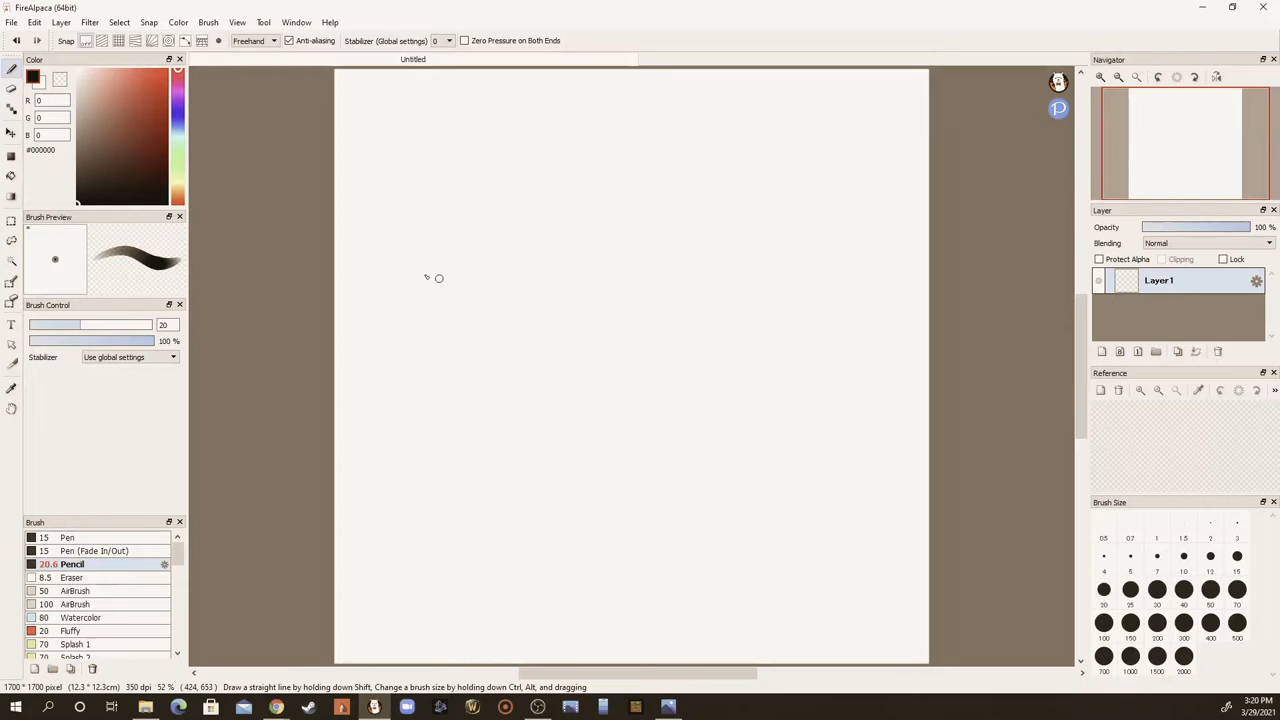 FireAlpaca (64bit)
File Edit Layer Filter Select Snap Color Brush View Tool Window Help
Snap OFF Freehand Anti-aliasing Stabilizer (Global settings) 0 Zero Pressure on Both Ends
Color
R 0
G 0
B 0
#000000
Brush Preview
Brush Control
20
100 %
Stabilizer Use global settings
Brush
15 Pen
15 Pen (Fade In/Out)
20.6 Pencil
8.5 Eraser
50 AirBrush
100 AirBrush
80 Watercolor
20 Fluffy
70 Splash 1
70 Splash 2
Untitled
P
Navigator
Layer
Opacity 100 %
Blending Normal
Protect Alpha Clipping Lock
Layer1
8 1
Reference
Brush Size
0.5 0.7 1 1.5 2 3
4 5 7 10 12 15
20 25 30 40 50 70
100 150 200 300 400 500
700 1000 1500 2000
1700 * 1700 pixel (12.3 * 12.3cm) 350 dpi 52 % ( 424, 653 ) Draw a straight line by holding down Shift, Change a brush size by holding down Ctrl, Alt, and dragging
3:20 PM
3/29/2021